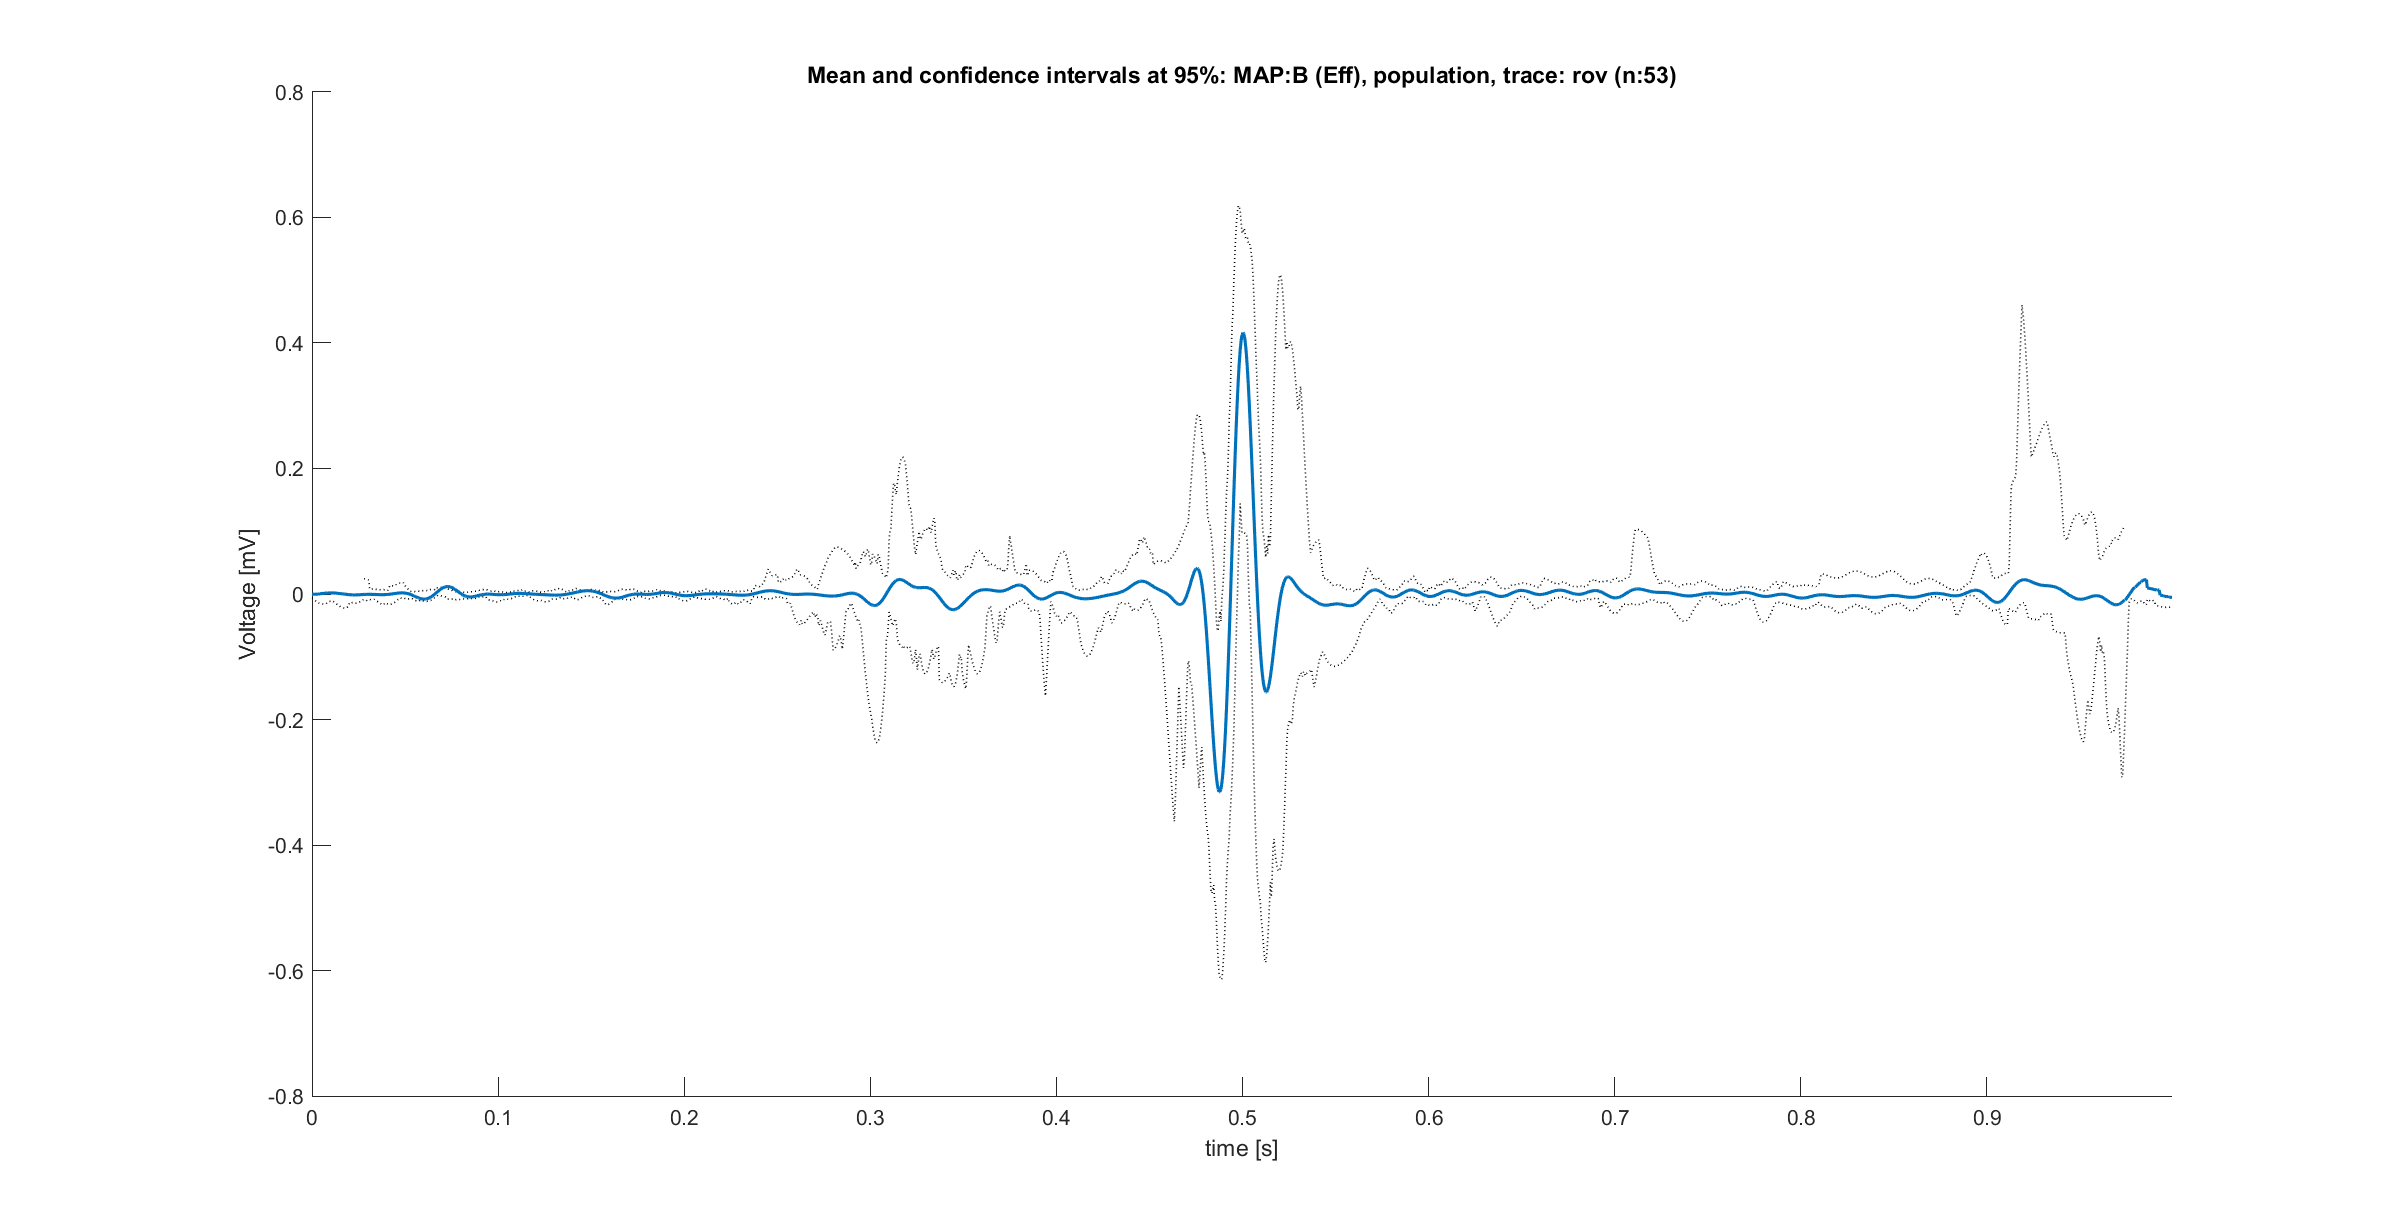 Mean and confidence intervals at 95%: MAP:B (Eff), population, trace: rov (n:53)
0.8
0.6
0.4
0.2
0
-0.2
-0.4
-0.6
-0.8
Voltage [mV]
0 0.1 0.2 0.3 0.4 0.5 0.6 0.7 0.8 0.9
time [s]